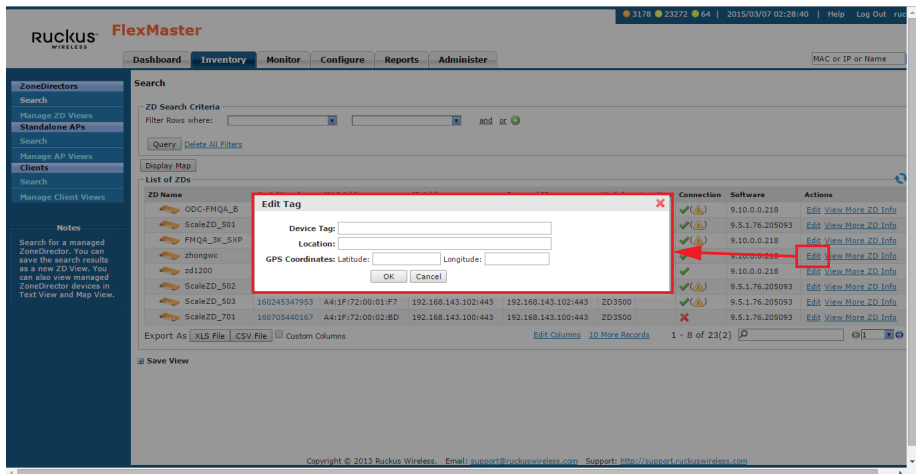 3178 23272 64 | 2015/03/07 02:28:40 | Help Log Out
Ruckus WIRELESS FlexMaster
Dashboard Inventory Monitor Configure Reports Administer MAC or IP or Name
ZoneDirectors
Search
Manage ZD Views
Standalone APs
Search
Manage AP Views
Clients
Search
Manage Client Views
Notes
Search for a managed
ZoneDirector. You can
save the search results
as a new ZD View. You
can also view managed
ZoneDirector devices in
Text View and Map View.
Search
ZD Search Criteria
Filter Rows where: and or
Query Delete All Filters
Display Map
List of ZDs
ZD Name Connection Software Actions
ODC-FMQA_B 9.10.0.0.218 Edit View More ZD Info
ScaleZD_501 9.5.1.76.205093 Edit View More ZD Info
FMQA_3K_SXP 9.10.0.0.218 Edit View More ZD Info
zhongwc 9.10.0.0.218 Edit View More ZD Info
zd1200 9.10.0.0.218 Edit View More ZD Info
ScaleZD_502 9.5.1.76.205093 Edit View More ZD Info
ScaleZD_503 160245347953 A4:1F:72:00:01:F7 192.168.143.102:443 192.168.143.102:443 ZD3500 9.5.1.76.205093 Edit View More ZD Info
ScaleZD_701 160705440167 A4:1F:72:00:02:BD 192.168.143.100:443 192.168.143.100:443 ZD3500 9.5.1.76.205093 Edit View More ZD Info
Edit Tag
Device Tag:
Location:
GPS Coordinates: Latitude: Longitude:
OK Cancel
Export As XLS File CSV File Custom Columns Edit Columns 10 More Records 1 - 8 of 23(2) 1
Save View
Copyright © 2013 Ruckus Wireless. Email: support@ruckuswireless.com Support: http://support.ruckuswireless.com